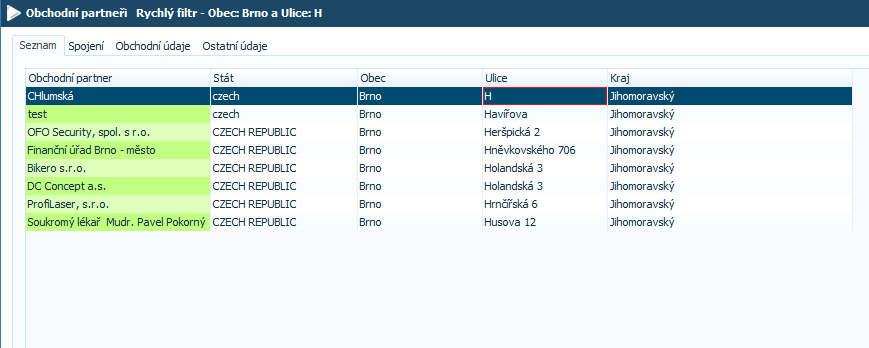 Obchodní partneři Rychlý filtr - Obec: Brno a Ulice: H
Seznam Spojení Obchodní údaje Ostatní údaje
Obchodní partner Stát Obec Ulice Kraj
CHlumská czech Brno H Jihomoravský
test czech Brno Havířova Jihomoravský
OFO Security, spol. s r.o. CZECH REPUBLIC Brno Heršpická 2 Jihomoravský
Finanční úřad Brno - město CZECH REPUBLIC Brno Hněvkovského 706 Jihomoravský
Bikero s.r.o. CZECH REPUBLIC Brno Holandská 3 Jihomoravský
DC Concept a.s. CZECH REPUBLIC Brno Holandská 3 Jihomoravský
ProfiLaser, s.r.o. CZECH REPUBLIC Brno Hrnčířská 6 Jihomoravský
Soukromý lékař Mudr. Pavel Pokorný CZECH REPUBLIC Brno Husova 12 Jihomoravský